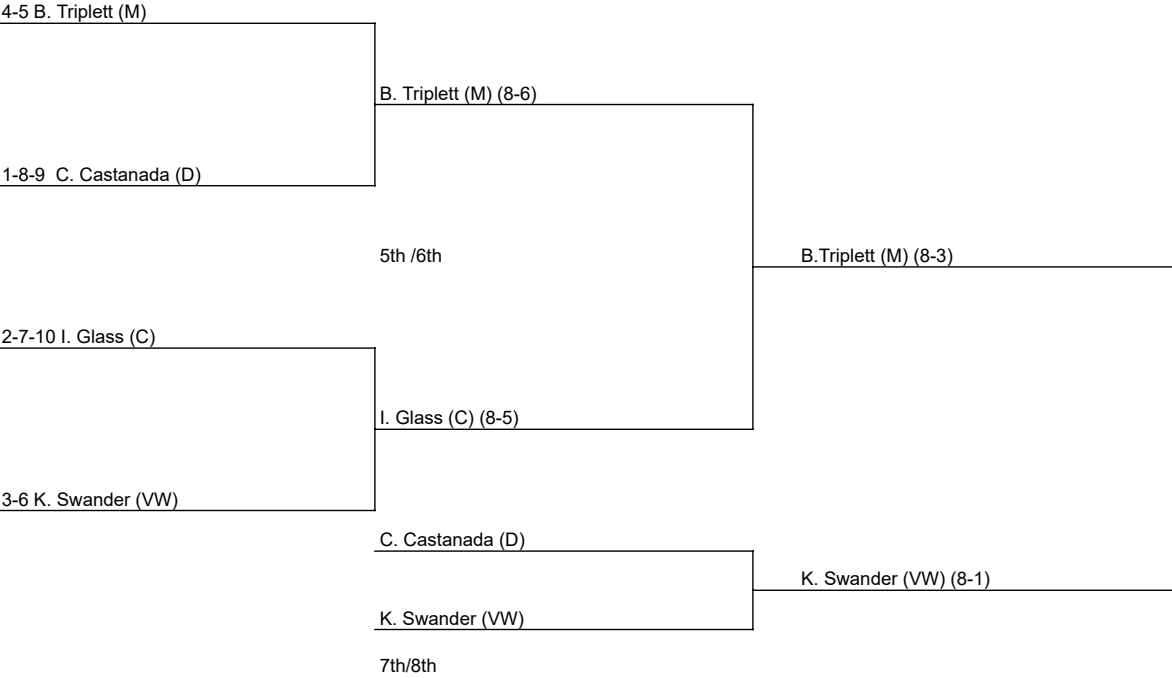 4-5 B. Triplett (M)
B. Triplett (M) (8-6)
1-8-9  C. Castanada (D)
5th /6th
B.Triplett (M) (8-3)
2-7-10 I. Glass (C)
I. Glass (C) (8-5)
3-6 K. Swander (VW)
C. Castanada (D)
K. Swander (VW) (8-1)
K. Swander (VW)
7th/8th